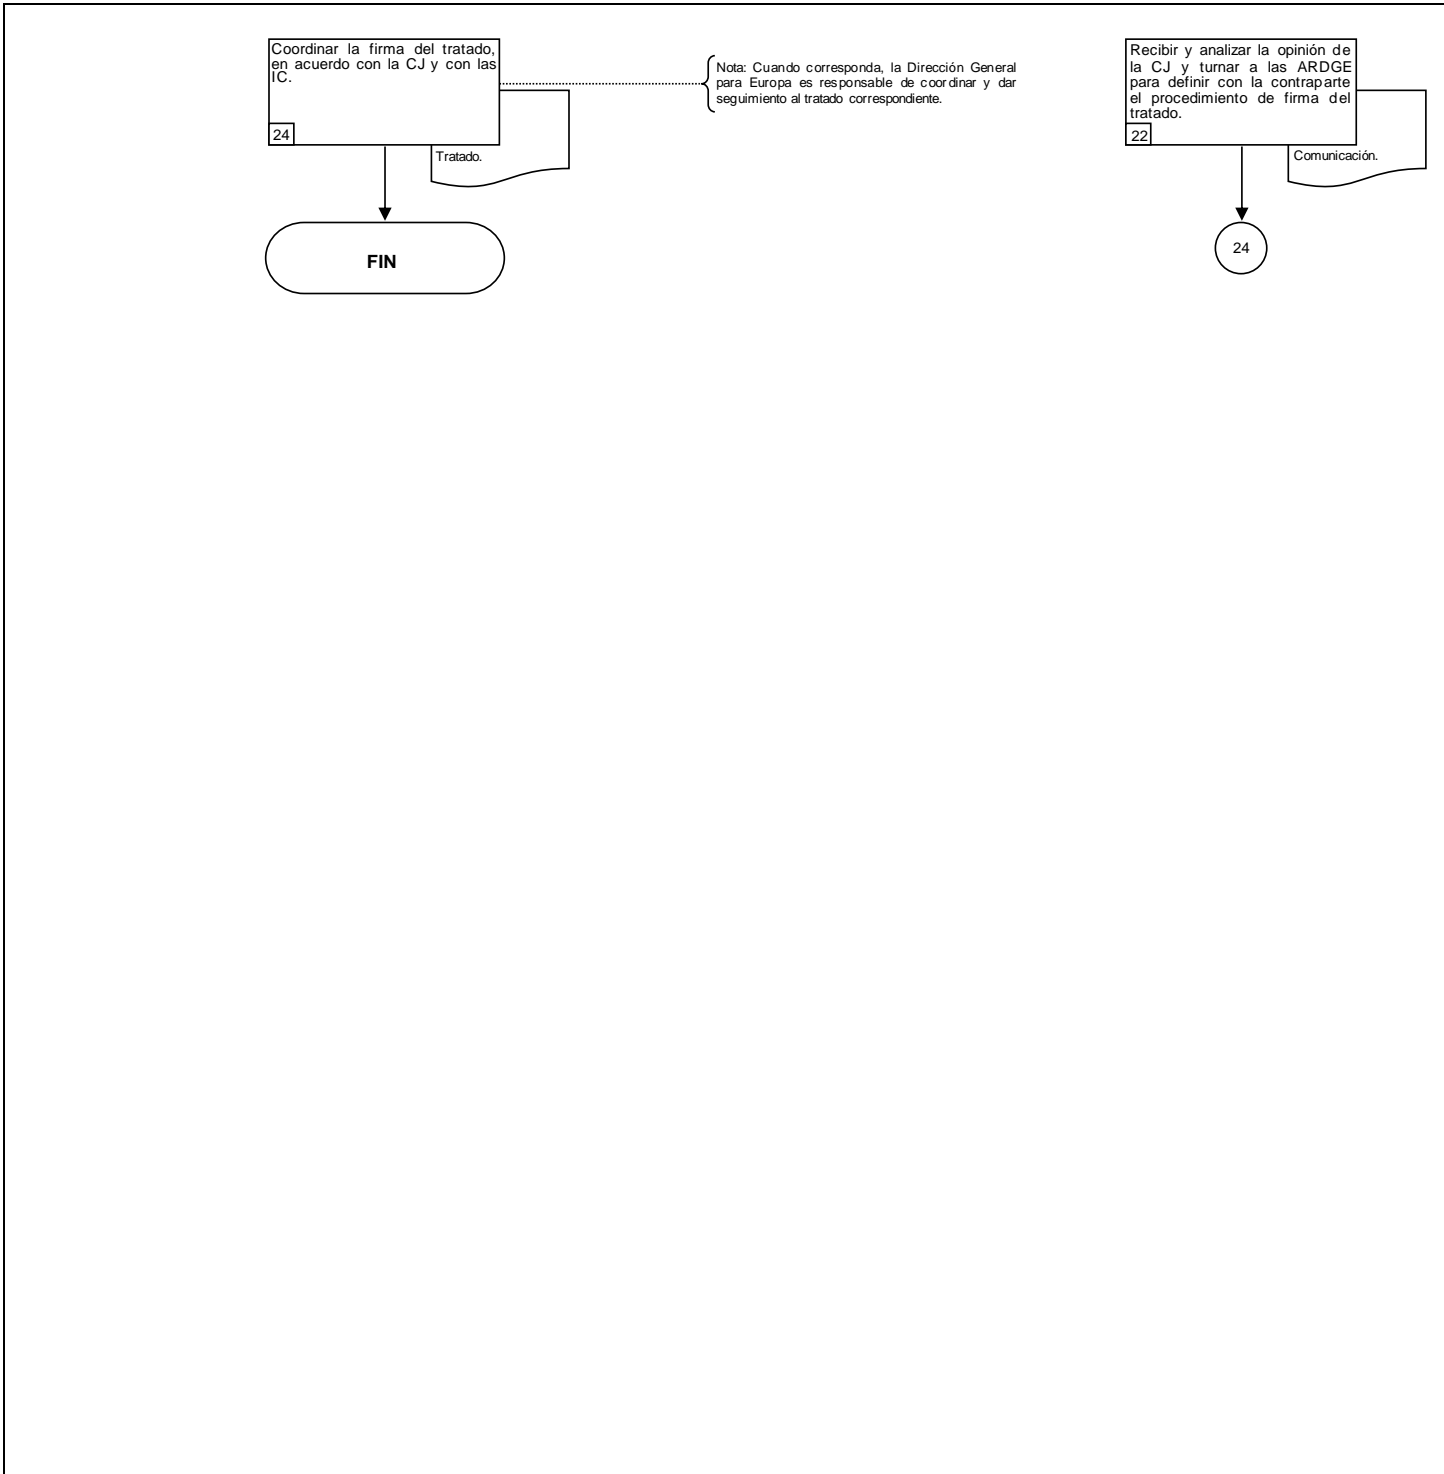 Coordinar la firma del tratado,
en acuerdo con la CJ y con las
IC.
24
Tratado.
FIN
Nota: Cuando corresponda, la Dirección General
para Europa es responsable de coordinar y dar
seguimiento al tratado correspondiente.
Recibir y analizar la opinión de
la CJ y turnar a las ARDGE
para definir con la contraparte
el procedimiento de firma del
tratado.
22
Comunicación.
24